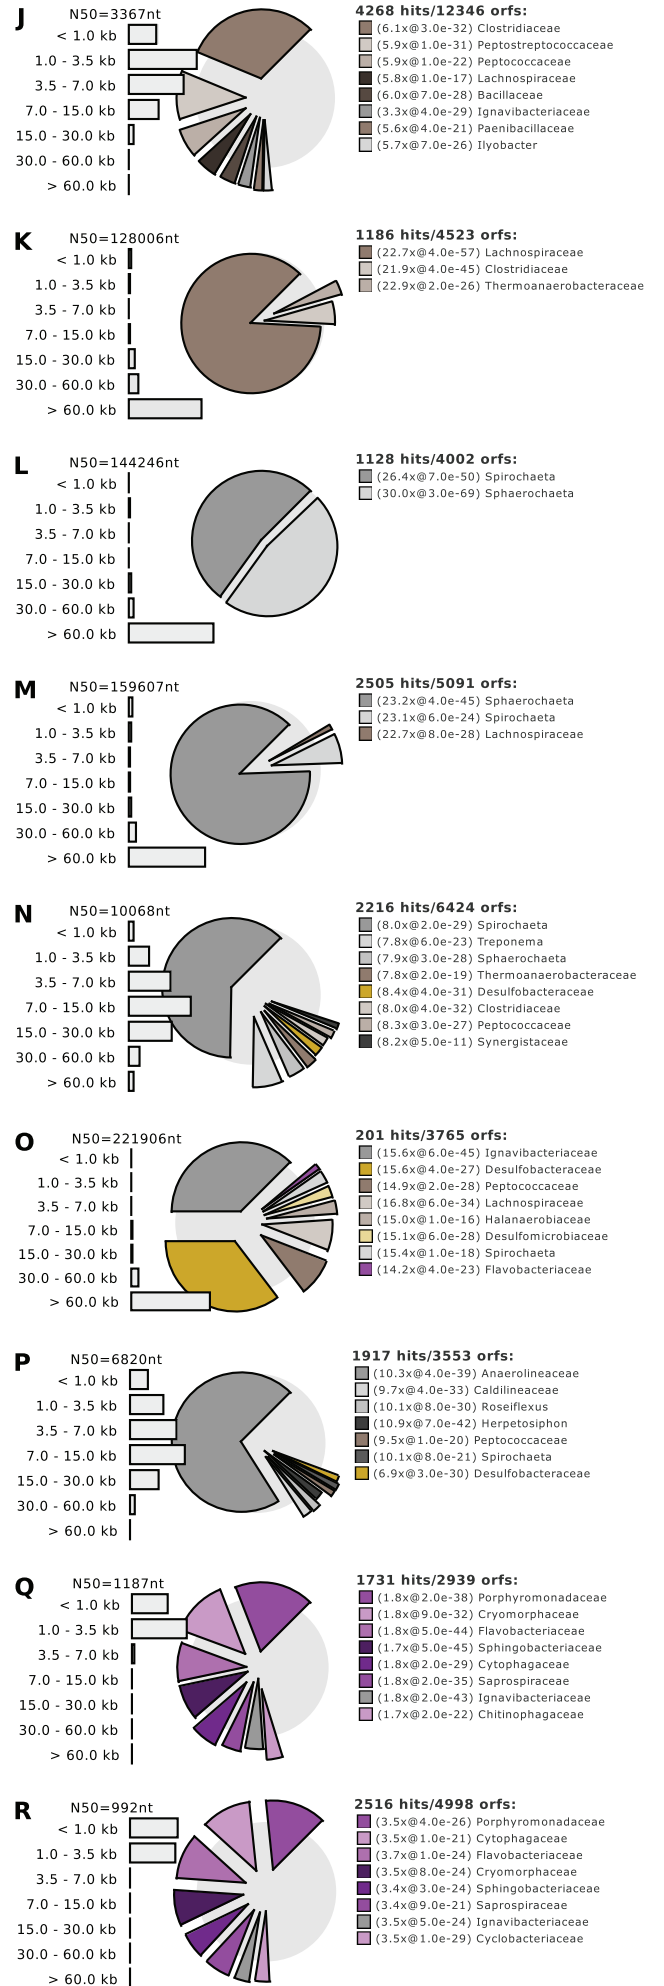 J
N50=3367nt
< 1.0 kb
1.0 - 3.5 kb
3.5 - 7.0 kb
7.0 - 15.0 kb
15.0 - 30.0 kb
30.0 - 60.0 kb
> 60.0 kb
4268 hits/12346 orfs:
(6.1x@3.0e-32) Clostridiaceae
(5.9x@1.0e-31) Peptostreptococcaceae
(5.9x@1.0e-22) Peptococcaceae
(5.8x@1.0e-17) Lachnospiraceae
(6.0x@7.0e-28) Bacillaceae
(3.3x@4.0e-29) Ignavibacteriaceae
(5.6x@4.0e-21) Paenibacillaceae
(5.7x@7.0e-26) Ilyobacter
K
N50=128006nt
< 1.0 kb
1.0 - 3.5 kb
3.5 - 7.0 kb
7.0 - 15.0 kb
15.0 - 30.0 kb
30.0 - 60.0 kb
> 60.0 kb
1186 hits/4523 orfs:
(22.7x@4.0e-57) Lachnospiraceae
(21.9x@4.0e-45) Clostridiaceae
(22.9x@2.0e-26) Thermoanaerobacteraceae
L
N50=144246nt
< 1.0 kb
1.0 - 3.5 kb
3.5 - 7.0 kb
7.0 - 15.0 kb
15.0 - 30.0 kb
30.0 - 60.0 kb
> 60.0 kb
1128 hits/4002 orfs:
(26.4x@7.0e-50) Spirochaeta
(30.0x@3.0e-69) Sphaerochaeta
M
N50=159607nt
< 1.0 kb
1.0 - 3.5 kb
3.5 - 7.0 kb
7.0 - 15.0 kb
15.0 - 30.0 kb
30.0 - 60.0 kb
> 60.0 kb
2505 hits/5091 orfs:
(23.2x@4.0e-45) Sphaerochaeta
(23.1x@6.0e-24) Spirochaeta
(22.7x@8.0e-28) Lachnospiraceae
N
N50=10068nt
< 1.0 kb
1.0 - 3.5 kb
3.5 - 7.0 kb
7.0 - 15.0 kb
15.0 - 30.0 kb
30.0 - 60.0 kb
> 60.0 kb
2216 hits/6424 orfs:
(8.0x@2.0e-29) Spirochaeta
(7.8x@6.0e-23) Treponema
(7.9x@3.0e-28) Sphaerochaeta
(7.8x@2.0e-19) Thermoanaerobacteraceae
(8.4x@4.0e-31) Desulfobacteraceae
(8.0x@4.0e-32) Clostridiaceae
(8.3x@3.0e-27) Peptococcaceae
(8.2x@5.0e-11) Synergistaceae
O
N50=221906nt
< 1.0 kb
1.0 - 3.5 kb
3.5 - 7.0 kb
7.0 - 15.0 kb
15.0 - 30.0 kb
30.0 - 60.0 kb
> 60.0 kb
201 hits/3765 orfs:
(15.6x@6.0e-45) Ignavibacteriaceae
(15.6x@4.0e-27) Desulfobacteraceae
(14.9x@2.0e-28) Peptococcaceae
(16.8x@6.0e-34) Lachnospiraceae
(15.0x@1.0e-16) Halanaerobiaceae
(15.1x@6.0e-28) Desulfomicrobiaceae
(15.4x@1.0e-18) Spirochaeta
(14.2x@4.0e-23) Flavobacteriaceae
P
N50=6820nt
< 1.0 kb
1.0 - 3.5 kb
3.5 - 7.0 kb
7.0 - 15.0 kb
15.0 - 30.0 kb
30.0 - 60.0 kb
> 60.0 kb
1917 hits/3553 orfs:
(10.3x@4.0e-39) Anaerolineaceae
(9.7x@4.0e-33) Caldilineaceae
(10.1x@8.0e-30) Roseiflexus
(10.9x@7.0e-42) Herpetosiphon
(9.5x@1.0e-20) Peptococcaceae
(10.1x@8.0e-21) Spirochaeta
(6.9x@3.0e-30) Desulfobacteraceae
Q
N50=1187nt
< 1.0 kb
1.0 - 3.5 kb
3.5 - 7.0 kb
7.0 - 15.0 kb
15.0 - 30.0 kb
30.0 - 60.0 kb
> 60.0 kb
1731 hits/2939 orfs:
(1.8x@2.0e-38) Porphyromonadaceae
(1.8x@9.0e-32) Cryomorphaceae
(1.8x@5.0e-44) Flavobacteriaceae
(1.7x@5.0e-45) Sphingobacteriaceae
(1.8x@2.0e-29) Cytophagaceae
(1.8x@2.0e-35) Saprospiraceae
(1.8x@2.0e-43) Ignavibacteriaceae
(1.7x@2.0e-22) Chitinophagaceae
R
N50=992nt
< 1.0 kb
1.0 - 3.5 kb
3.5 - 7.0 kb
7.0 - 15.0 kb
15.0 - 30.0 kb
30.0 - 60.0 kb
> 60.0 kb
2516 hits/4998 orfs:
(3.5x@4.0e-26) Porphyromonadaceae
(3.5x@1.0e-21) Cytophagaceae
(3.7x@1.0e-24) Flavobacteriaceae
(3.5x@8.0e-24) Cryomorphaceae
(3.4x@3.0e-24) Sphingobacteriaceae
(3.4x@9.0e-21) Saprospiraceae
(3.5x@5.0e-24) Ignavibacteriaceae
(3.5x@1.0e-29) Cyclobacteriaceae